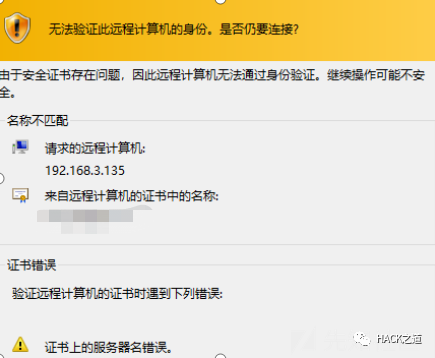 无法验证此远程计算机的身份。是否仍要连接?
由于安全证书存在问题，因此远程计算机无法通过身份验证。继续操作可能不安
全。
名称不匹配
请求的远程计算机:
192.168.3.135
来自远程计算机的证书中的名称:
证书错误
验证远程计算机的证书时遇到下列错误:
证书上的服务器名错误。
HACK之道